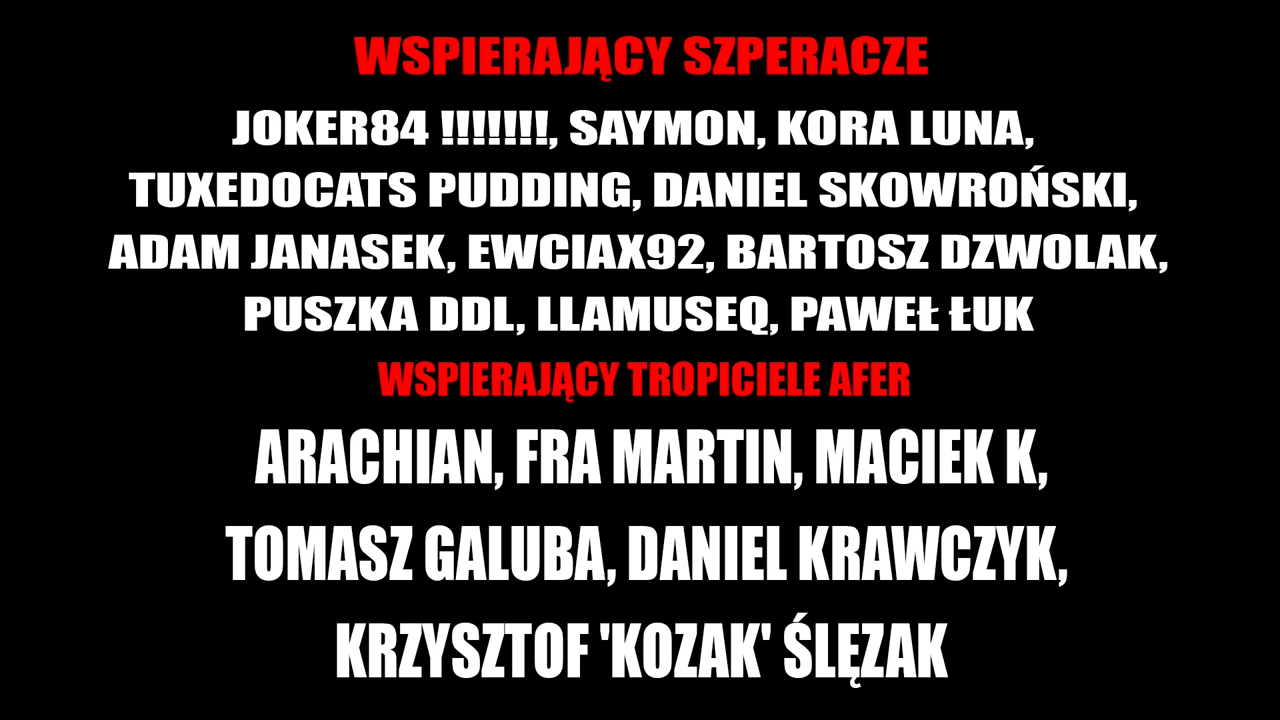 WSPIERAJĄCY SZPERACZE
JOKER84 !!!!!!!, SAYMON, KORA LUNA,
TUXEDOCATS PUDDING, DANIEL SKOWROŃSKI,
ADAM JANASEK, EWCIAX92, BARTOSZ DZWOLAK,
PUSZKA DDL, LLAMUSEQ, PAWEŁ ŁUK
WSPIERAJĄCY TROPICIELE AFER
ARACHIAN, FRA MARTIN, MACIEK K,
TOMASZ GALUBA, DANIEL KRAWCZYK,
KRZYSZTOF 'KOZAK' ŚLĘZAK